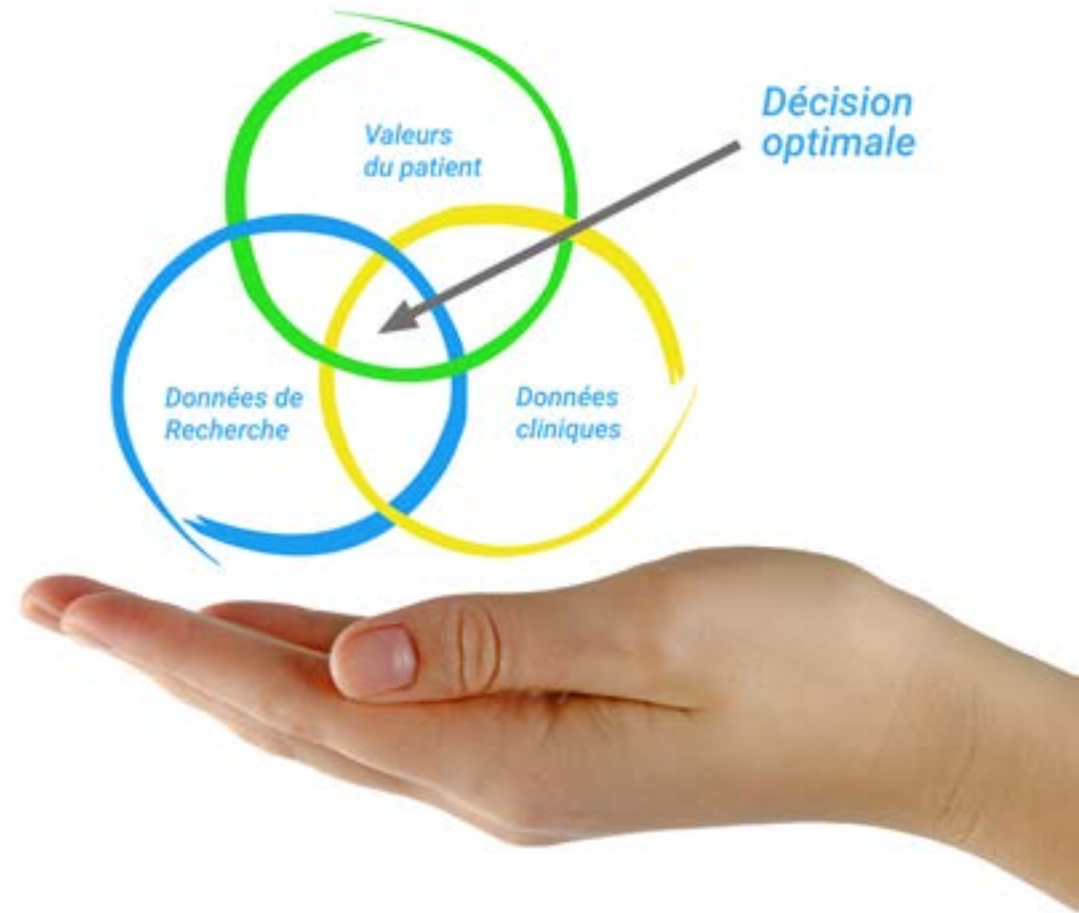 Décision
optimale
Valeurs
du patient
Données de
Recherche
Données
cliniques